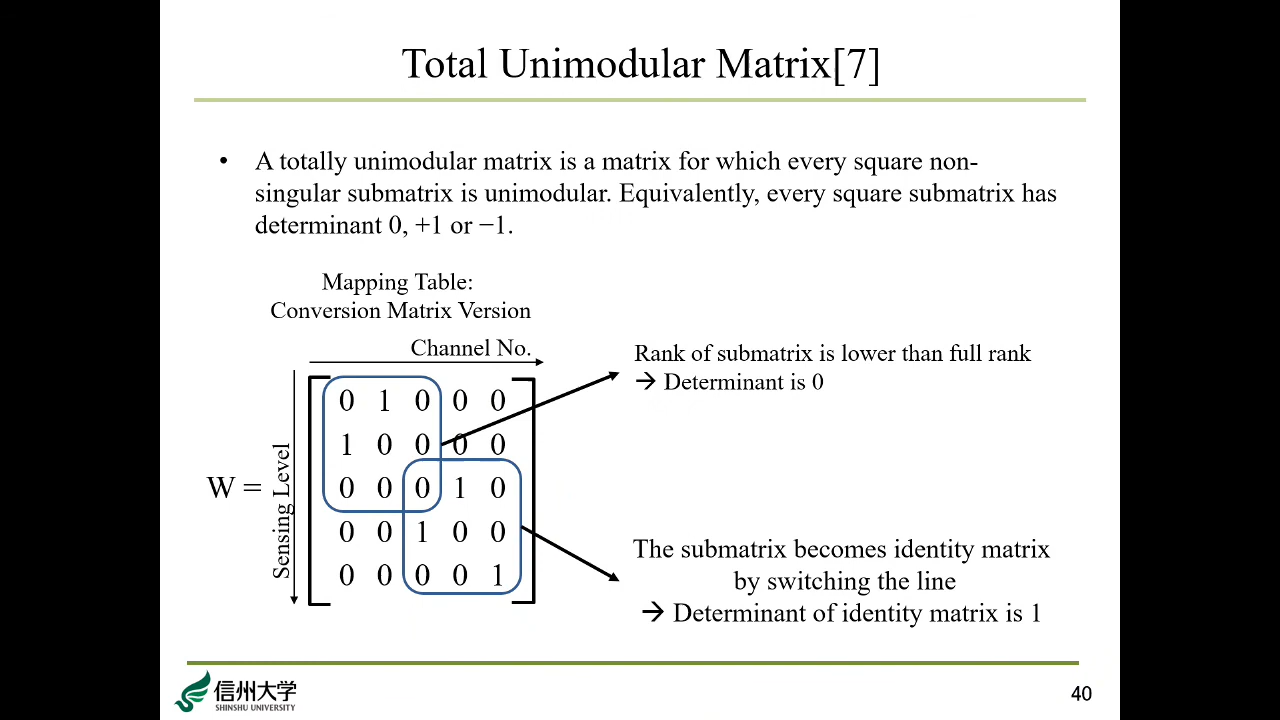 Total Unimodular Matrix[7]
• A totally unimodular matrix is a matrix for which every square non-
singular submatrix is unimodular. Equivalently, every square submatrix has
determinant 0, +1 or −1.
Mapping Table:
Conversion Matrix Version
Channel No.
Sensing Level
W =
0 1 0 0 0
1 0 0 0 0
0 0 0 1 0
0 0 1 0 0
0 0 0 0 1
Rank of submatrix is lower than full rank
→ Determinant is 0
The submatrix becomes identity matrix
by switching the line
→ Determinant of identity matrix is 1
信州大学
SHINSHU UNIVERSITY
40